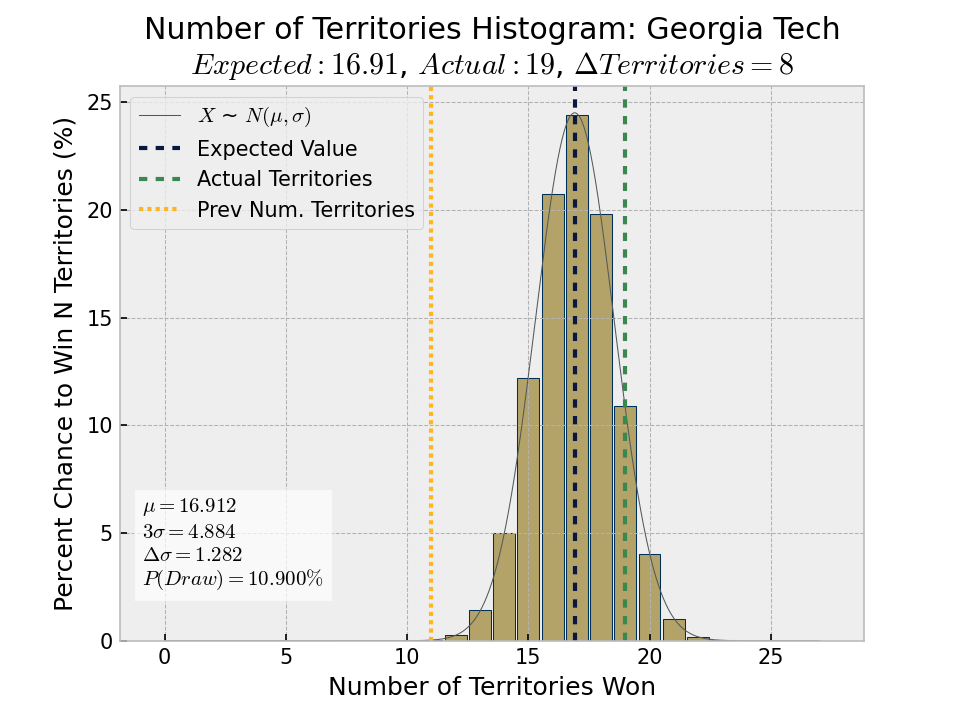 Number of Territories Histogram: Georgia Tech
Expected : 16.91, Actual : 19, ΔTerritories = 8
Percent Chance to Win N Territories (%)
25
20
15
10
5
0
X ∼ N(μ, σ)
Expected Value
Actual Territories
Prev Num. Territories
μ = 16.912
3σ = 4.884
Δσ = 1.282
P(Draw) = 10.900%
0 5 10 15 20 25
Number of Territories Won